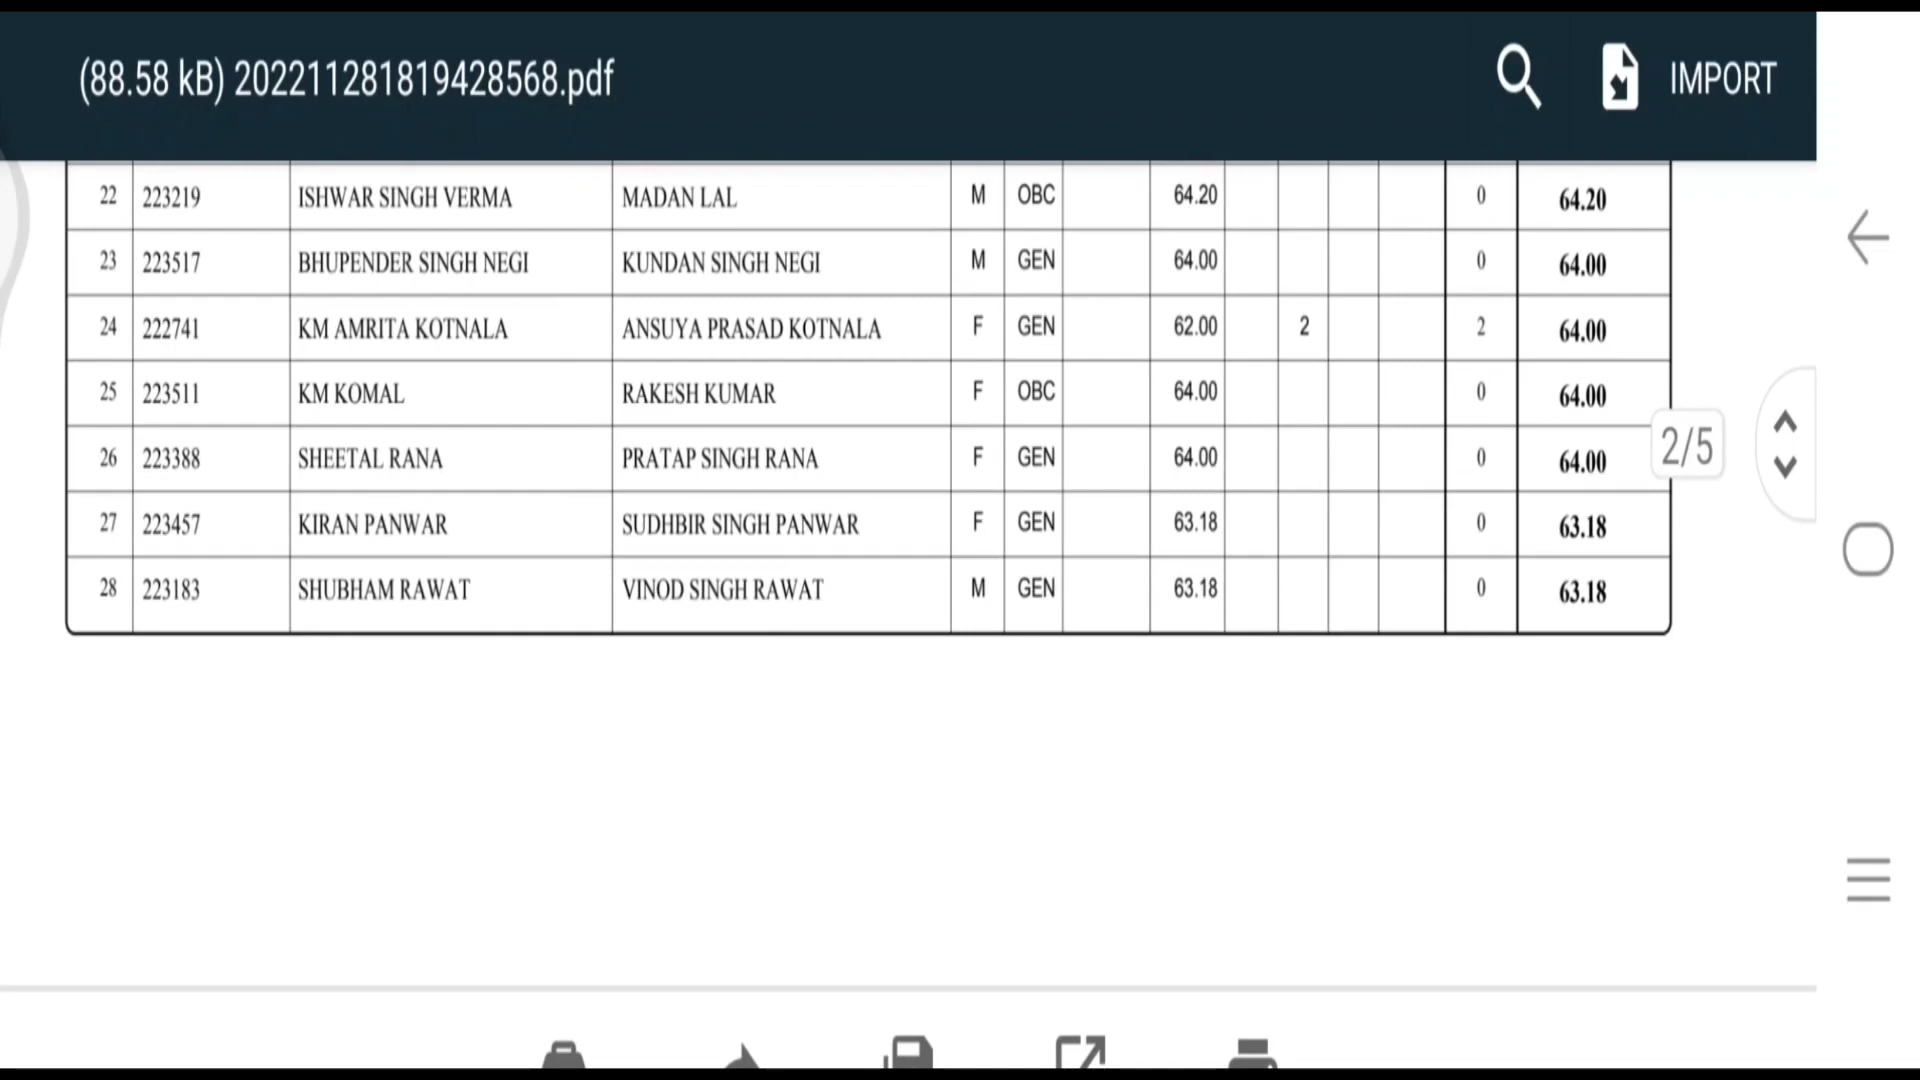 (88.58 kB) 202211281819428568.pdf IMPORT
22 223219 ISHWAR SINGH VERMA MADAN LAL M OBC 64.20 0 64.20
23 223517 BHUPENDER SINGH NEGI KUNDAN SINGH NEGI M GEN 64.00 0 64.00
24 222741 KM AMRITA KOTNALA ANSUYA PRASAD KOTNALA F GEN 62.00 2 2 64.00
25 223511 KM KOMAL RAKESH KUMAR F OBC 64.00 0 64.00
2/5
26 223388 SHEETAL RANA PRATAP SINGH RANA F GEN 64.00 0 64.00
27 223457 KIRAN PANWAR SUDHBIR SINGH PANWAR F GEN 63.18 0 63.18
28 223183 SHUBHAM RAWAT VINOD SINGH RAWAT M GEN 63.18 0 63.18